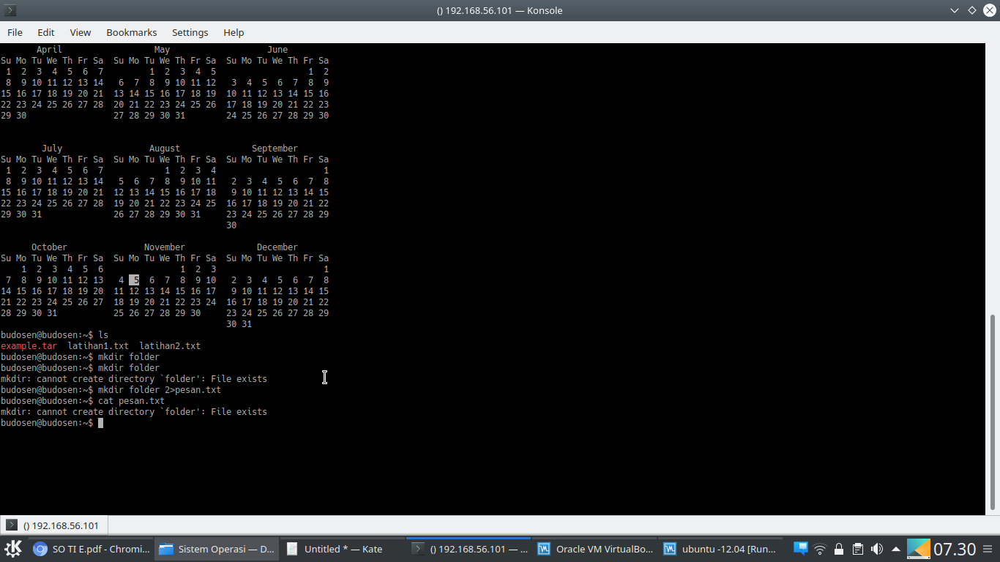 () 192.168.56.101 — Konsole
File Edit View Bookmarks Settings Help
       April                  May                   June
Su Mo Tu We Th Fr Sa  Su Mo Tu We Th Fr Sa  Su Mo Tu We Th Fr Sa
 1  2  3  4  5  6  7         1  2  3  4  5                  1  2
 8  9 10 11 12 13 14   6  7  8  9 10 11 12   3  4  5  6  7  8  9
15 16 17 18 19 20 21  13 14 15 16 17 18 19  10 11 12 13 14 15 16
22 23 24 25 26 27 28  20 21 22 23 24 25 26  17 18 19 20 21 22 23
29 30                 27 28 29 30 31        24 25 26 27 28 29 30
        July                 August              September
Su Mo Tu We Th Fr Sa  Su Mo Tu We Th Fr Sa  Su Mo Tu We Th Fr Sa
 1  2  3  4  5  6  7            1  2  3  4                     1
 8  9 10 11 12 13 14   5  6  7  8  9 10 11   2  3  4  5  6  7  8
15 16 17 18 19 20 21  12 13 14 15 16 17 18   9 10 11 12 13 14 15
22 23 24 25 26 27 28  19 20 21 22 23 24 25  16 17 18 19 20 21 22
29 30 31              26 27 28 29 30 31     23 24 25 26 27 28 29
                                            30
      October               November              December
Su Mo Tu We Th Fr Sa  Su Mo Tu We Th Fr Sa  Su Mo Tu We Th Fr Sa
    1  2  3  4  5  6               1  2  3                     1
 7  8  9 10 11 12 13   4  5  6  7  8  9 10   2  3  4  5  6  7  8
14 15 16 17 18 19 20  11 12 13 14 15 16 17   9 10 11 12 13 14 15
21 22 23 24 25 26 27  18 19 20 21 22 23 24  16 17 18 19 20 21 22
28 29 30 31           25 26 27 28 29 30     23 24 25 26 27 28 29
                                            30 31
budosen@budosen:~$ ls
example.tar  latihan1.txt  latihan2.txt
budosen@budosen:~$ mkdir folder
budosen@budosen:~$ mkdir folder
mkdir: cannot create directory `folder': File exists
budosen@budosen:~$ mkdir folder 2>pesan.txt
budosen@budosen:~$ cat pesan.txt
mkdir: cannot create directory `folder': File exists
budosen@budosen:~$
() 192.168.56.101
SO TI E.pdf - Chromi... Sistem Operasi — D... Untitled * — Kate () 192.168.56.101 — ... Oracle VM VirtualBo... ubuntu -12.04 [Run... 07.30